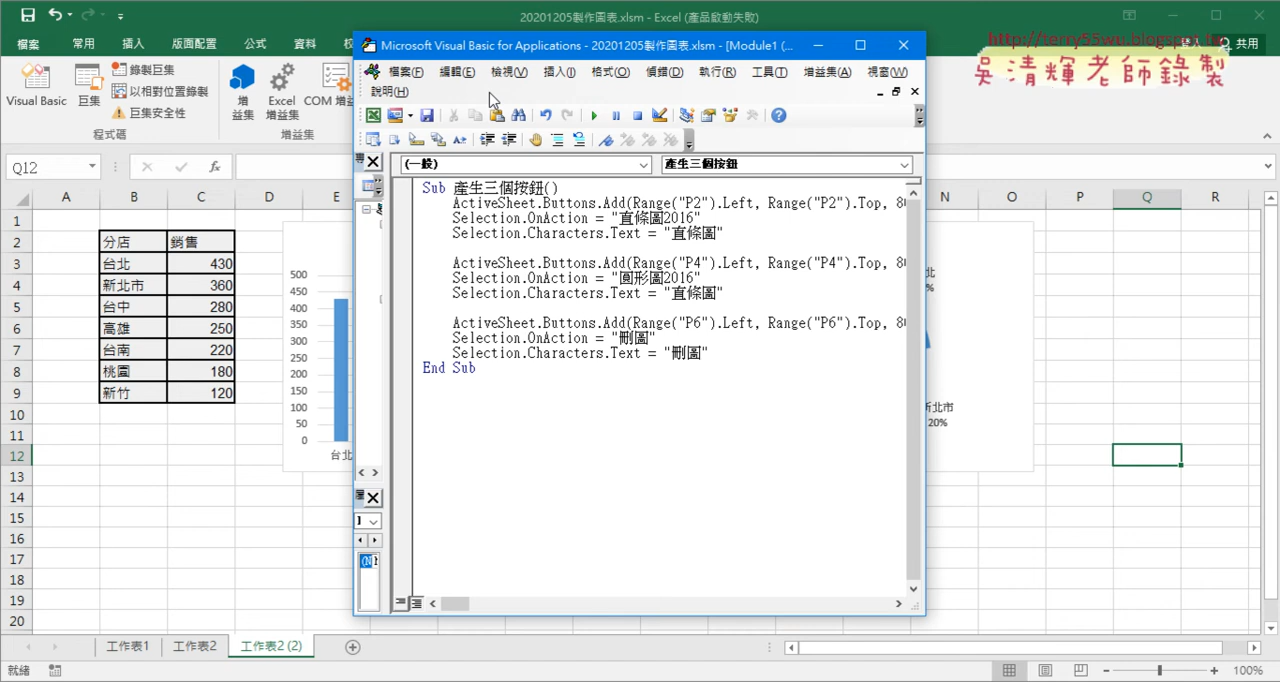 20201205製作圖表.xlsm - Excel (產品啟動失敗)
檔案 常用 插入 版面配置 公式 資料 共用
http://terry55wu.blogspot.tw
吳清輝老師錄製
Visual Basic 巨集 錄製巨集 以相對位置錄製 巨集安全性 程式碼
增益集 Excel 增益集 COM 增益 增益集
Q12 fx
Microsoft Visual Basic for Applications - 20201205製作圖表.xlsm - [Module1 (...
檔案(F) 編輯(E) 檢視(V) 插入(I) 格式(O) 偵錯(D) 執行(R) 工具(T) 增益集(A) 視窗(W)
說明(H)
(一般) 產生三個按鈕
Sub 產生三個按鈕()
ActiveSheet.Buttons.Add(Range("P2").Left, Range("P2").Top, 8
Selection.OnAction = "直條圖2016"
Selection.Characters.Text = "直條圖"
ActiveSheet.Buttons.Add(Range("P4").Left, Range("P4").Top, 8
Selection.OnAction = "圓形圖2016"
Selection.Characters.Text = "直條圖"
ActiveSheet.Buttons.Add(Range("P6").Left, Range("P6").Top, 8
Selection.OnAction = "刪圖"
Selection.Characters.Text = "刪圖"
End Sub
A B C D E N O P Q R
1
2 分店 銷售
3 台北 430
4 新北市 360
5 台中 280
6 高雄 250
7 台南 220
8 桃園 180
9 新竹 120
10
11
12
13
14
15
16
17
18
19
20
500
450
400
350
300
250
200
150
100
50
0
台北
北
%
新北市
20%
工作表1 工作表2 工作表2 (2)
就緒 100%